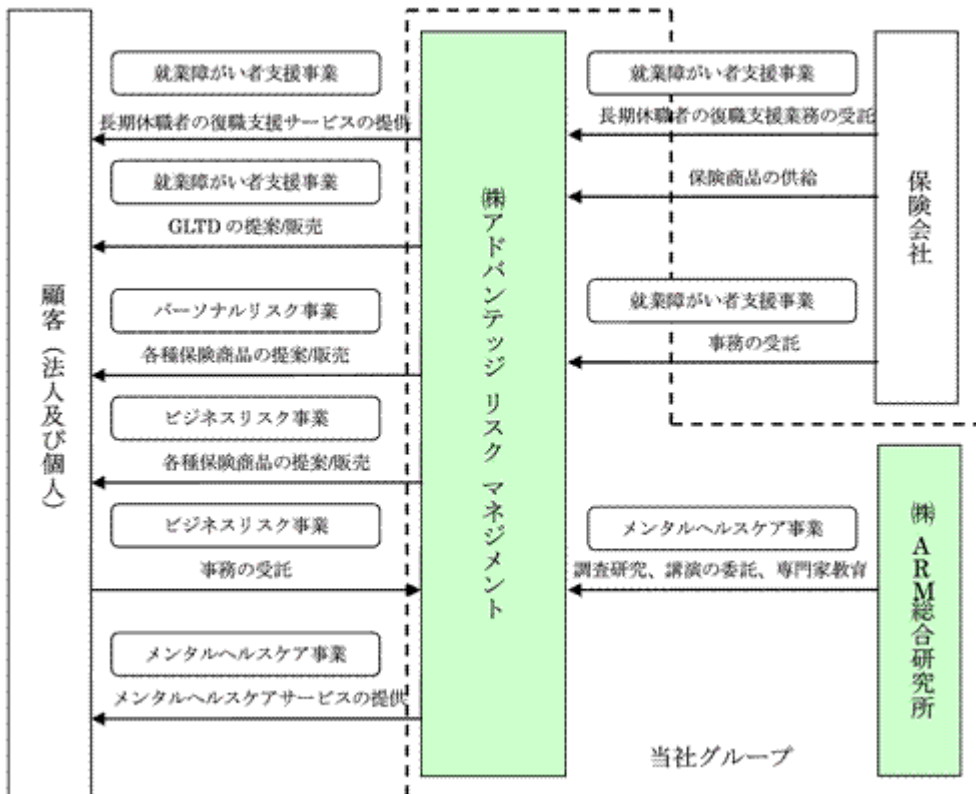 就業障がい者支援事業
長期休職者の復職支援サービスの提供
就業障がい者支援事業
GLTD の提案/販売
パーソナルリスク事業
各種保険商品の提案/販売
ビジネスリスク事業
各種保険商品の提案/販売
ビジネスリスク事業
事務の受託
メンタルヘルスケア事業
メンタルヘルスケアサービスの提供
顧客（法人及び個人）
㈱アドバンテッジ リスク マネジメント
就業障がい者支援事業
長期休職者の復職支援業務の受託
保険商品の供給
就業障がい者支援事業
事務の受託
保険会社
メンタルヘルスケア事業
調査研究、講演の委託、専門家教育
㈱ ARM総合研究所
当社グループ